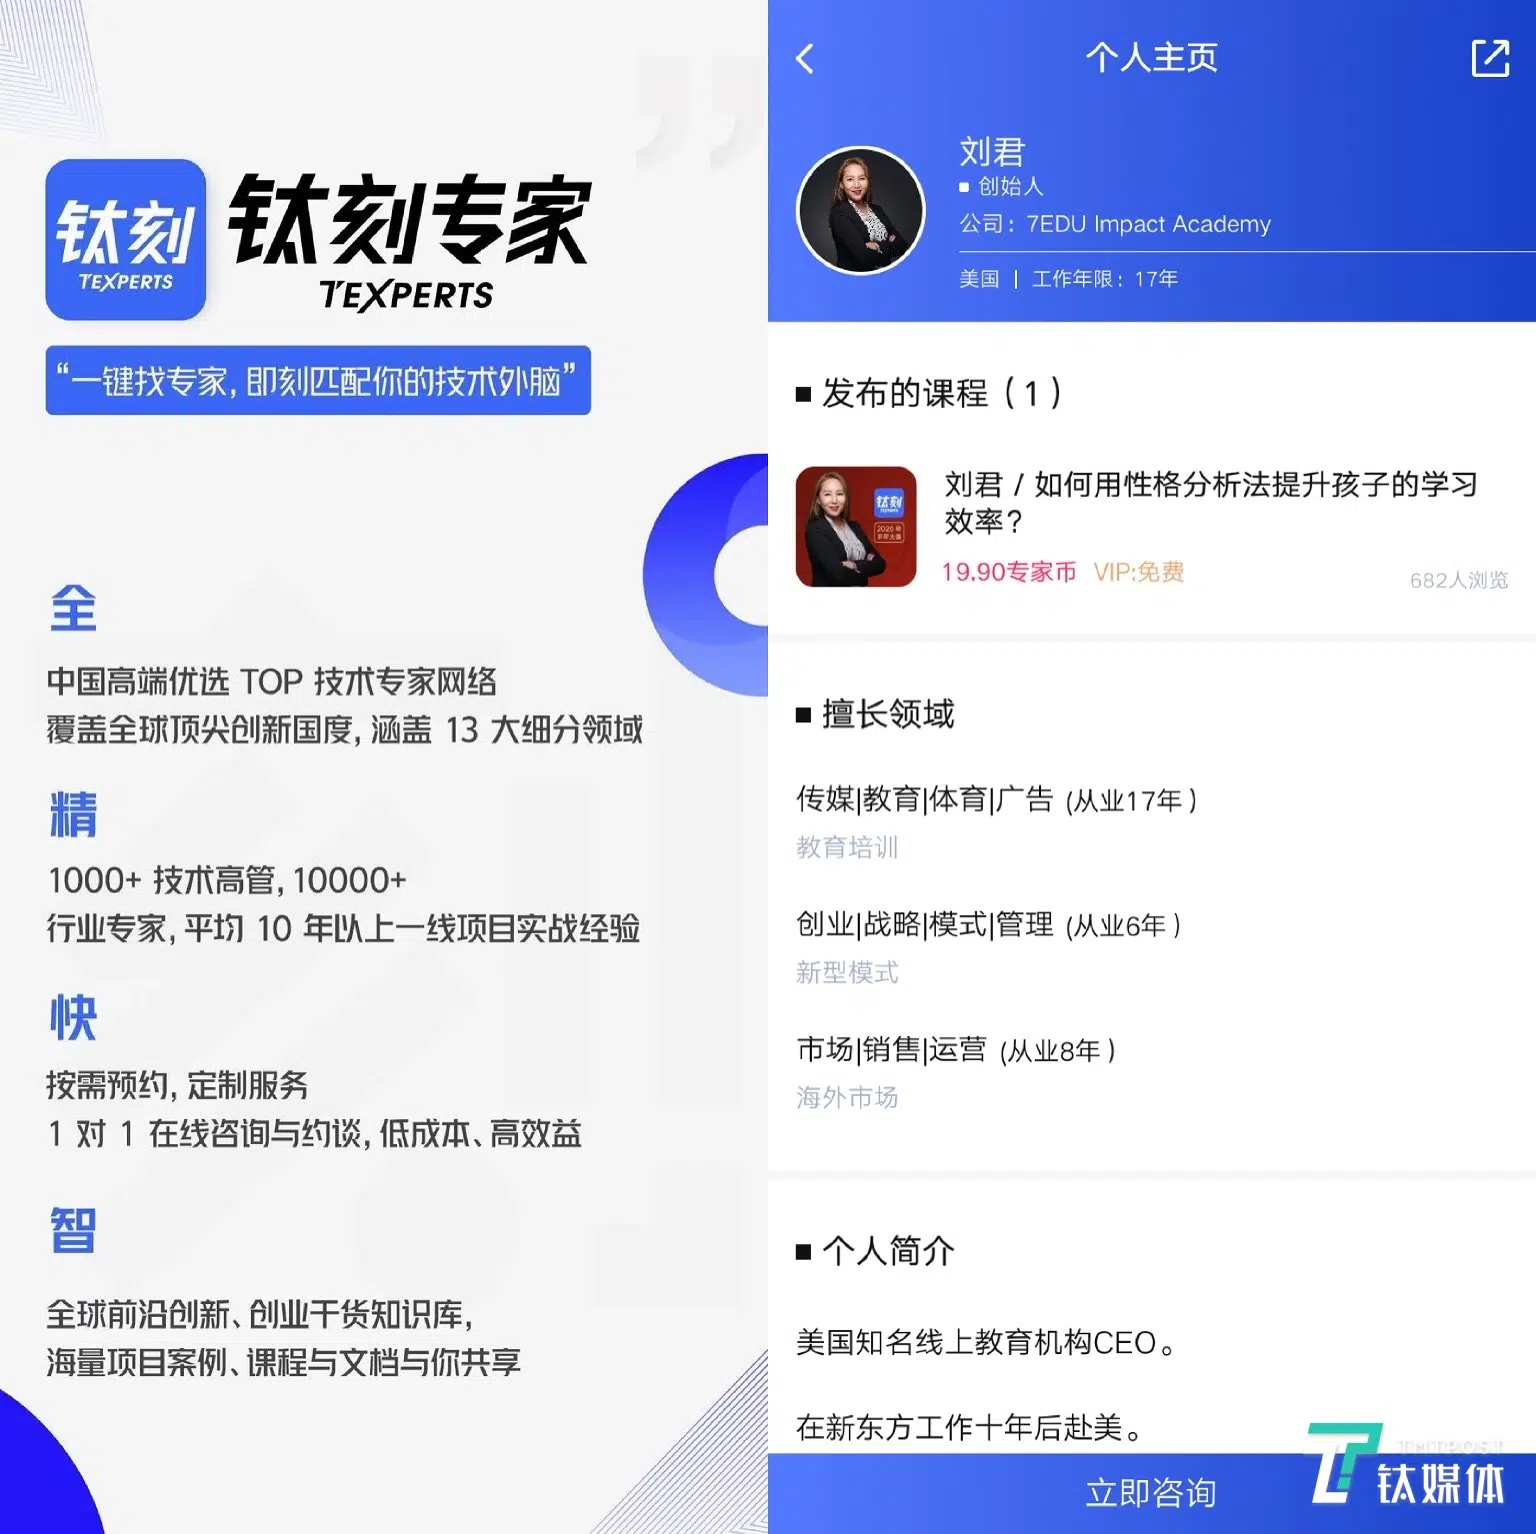 钛刻
TEXPERTS
钛刻专家
TEXPERTS
“一键找专家,即刻匹配你的技术外脑”
全
中国高端优选 TOP 技术专家网络
覆盖全球顶尖创新国度,涵盖 13 大细分领域
精
1000+ 技术高管,10000+
行业专家,平均 10 年以上一线项目实战经验
快
按需预约,定制服务
1 对 1 在线咨询与约谈,低成本、高效益
智
全球前沿创新、创业干货知识库,
海量项目案例、课程与文档与你共享
个人主页
刘君
创始人
公司：7EDU Impact Academy
美国 | 工作年限：17年
发布的课程（1）
钛刻
刘君 / 如何用性格分析法提升孩子的学习
效率？
19.90专家币 VIP:免费
682人浏览
擅长领域
传媒|教育|体育|广告 (从业17年）
教育培训
创业|战略|模式|管理 (从业6年）
新型模式
市场|销售|运营 (从业8年）
海外市场
个人简介
美国知名线上教育机构CEO。
在新东方工作十年后赴美。
立即咨询
TMTPOST
钛媒体